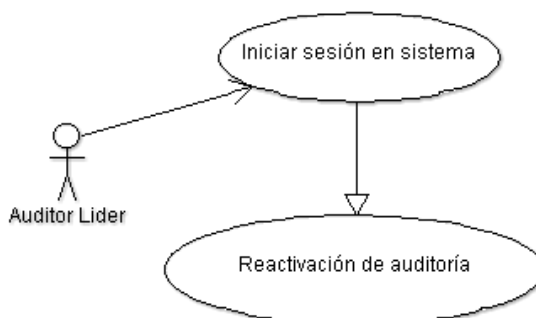 Iniciar sesión en sistema
Auditor Lider
Reactivación de auditoría